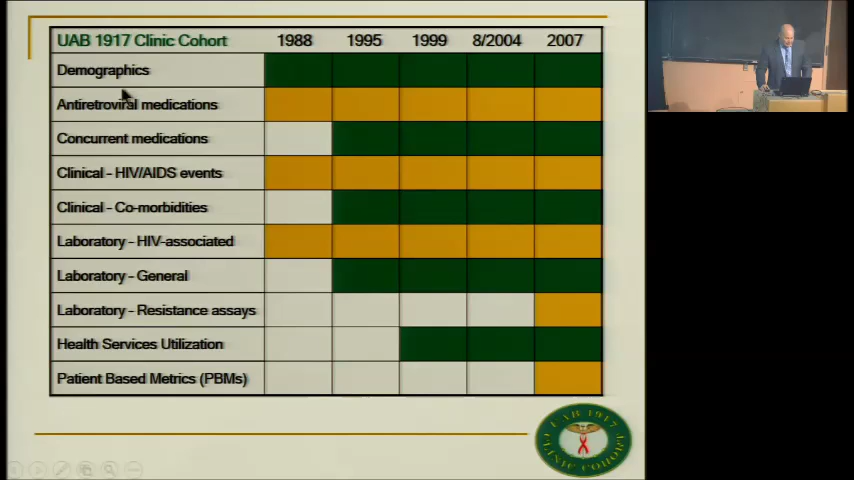 UAB 1917 Clinic Cohort 1988 1995 1999 8/2004 2007
Demographics
Antiretroviral medications
Concurrent medications
Clinical - HIV/AIDS events
Clinical - Co-morbidities
Laboratory - HIV-associated
Laboratory - General
Laboratory - Resistance assays
Health Services Utilization
Patient Based Metrics (PBMs)
UAB 1917
CLINIC COHORT